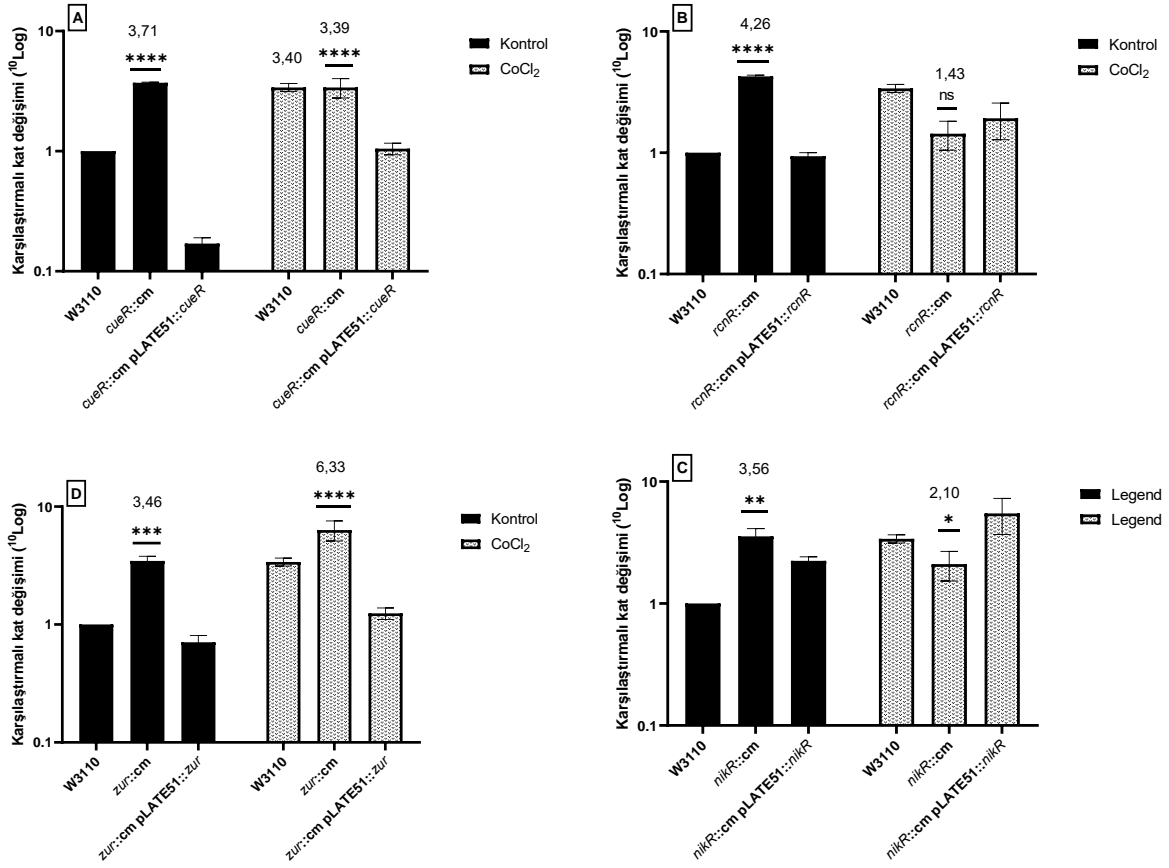 A
Karşılaştırmalı kat değişimi (¹⁰Log)
10
1
0.1
3,71
****
3,40
3,39
****
Kontrol
CoCl₂
W3110
cueR::cm
cueR::cm pLATE51::cueR
W3110
cueR::cm
cueR::cm pLATE51::cueR
B
Karşılaştırmalı kat değişimi (¹⁰Log)
10
1
0.1
4,26
****
1,43
ns
Kontrol
CoCl₂
W3110
rcnR::cm
rcnR::cm pLATE51::rcnR
W3110
rcnR::cm
rcnR::cm pLATE51::rcnR
D
Karşılaştırmalı kat değişimi (¹⁰Log)
10
1
0.1
3,46
***
6,33
****
Kontrol
CoCl₂
W3110
zur::cm
zur::cm pLATE51::zur
W3110
zur::cm
zur::cm pLATE51::zur
C
Karşılaştırmalı kat değişimi (¹⁰Log)
10
1
0.1
3,56
**
2,10
*
Legend
Legend
W3110
nikR::cm
nikR::cm pLATE51::nikR
W3110
nikR::cm
nikR::cm pLATE51::nikR